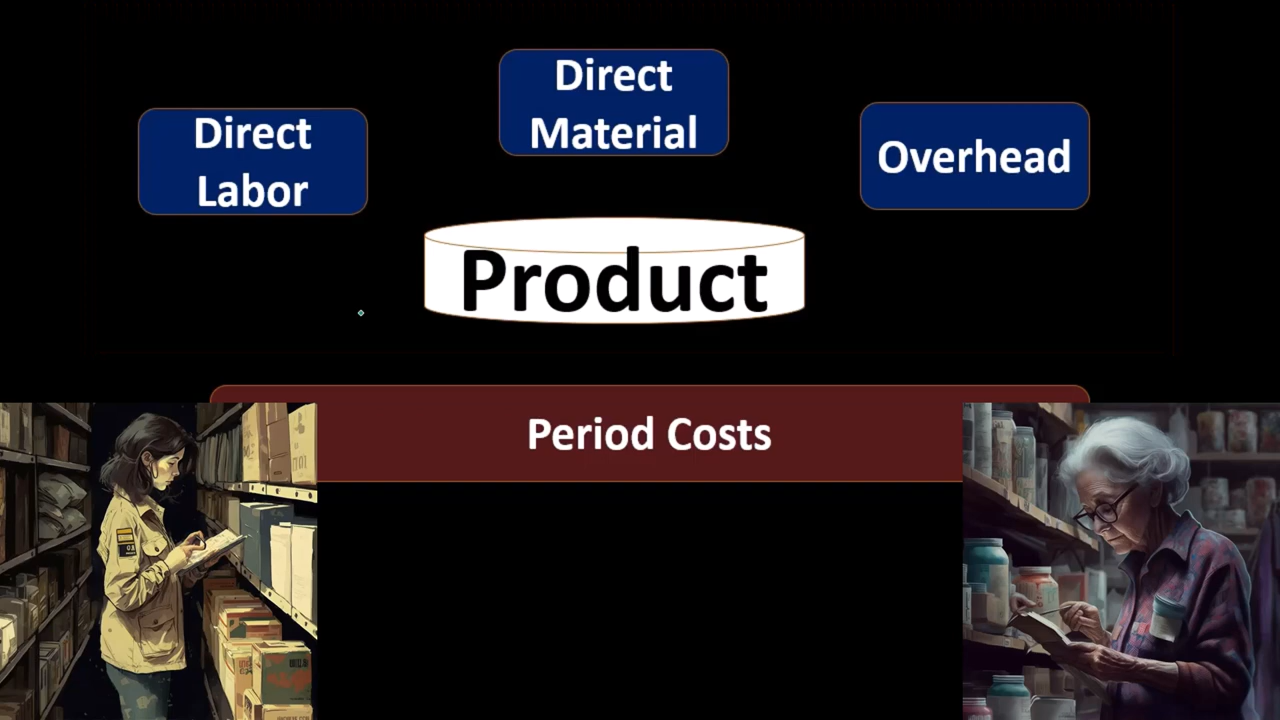 Direct
Material
Direct
Labor
Overhead
Product
Period Costs